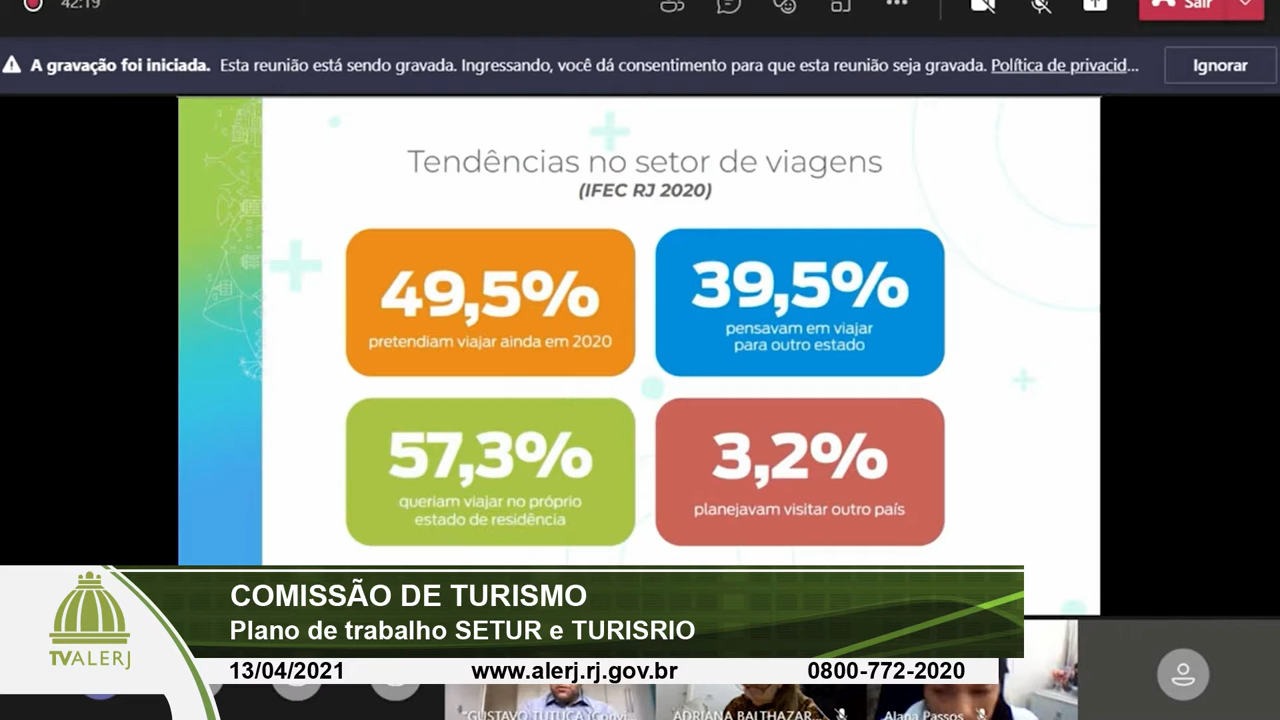 42:19
Sair
A gravação foi iniciada. Esta reunião está sendo gravada. Ingressando, você dá consentimento para que esta reunião seja gravada. Política de privacid...
Ignorar
Tendências no setor de viagens
(IFEC RJ 2020)
49,5%
pretendiam viajar ainda em 2020
39,5%
pensavam em viajar
para outro estado
57,3%
queriam viajar no próprio
estado de residência
3,2%
planejavam visitar outro país
COMISSÃO DE TURISMO
Plano de trabalho SETUR e TURISRIO
TVALERJ
13/04/2021 www.alerj.rj.gov.br 0800-772-2020
"GUSTAVO TUTUCA (Convi...
ADRIANA BALTHAZAR...
Alana Passos